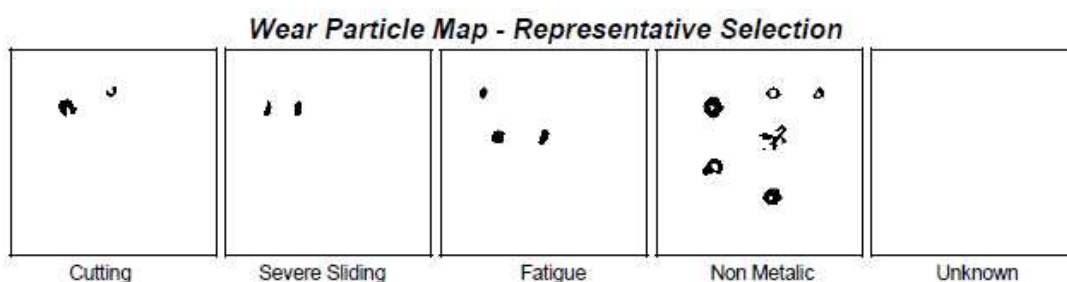 Wear Particle Map - Representative Selection
Cutting
Severe Sliding
Fatigue
Non Metalic
Unknown